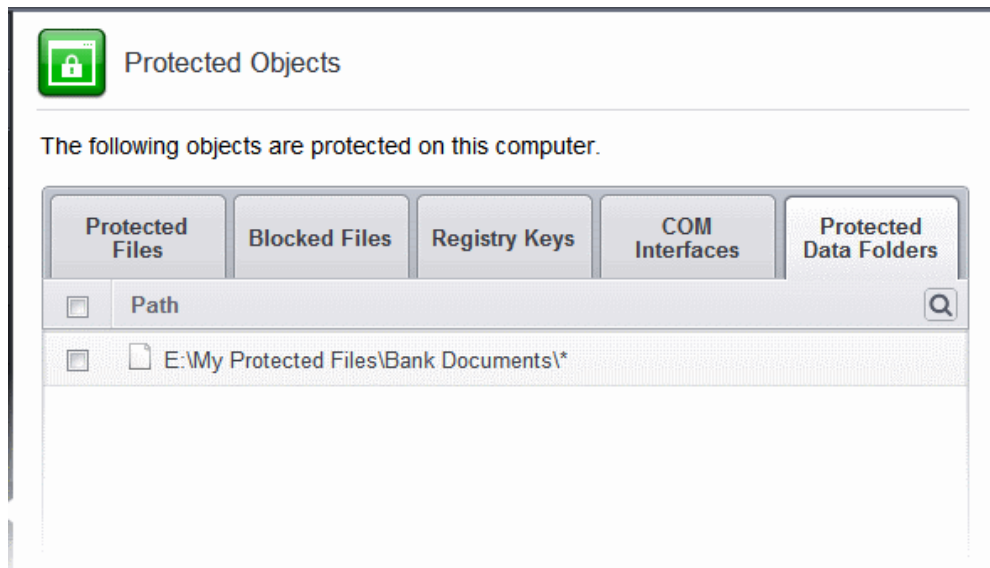 Protected Objects
The following objects are protected on this computer.
Protected
Files
Blocked Files
Registry Keys
COM
Interfaces
Protected
Data Folders
Path
E:\My Protected Files\Bank Documents\*